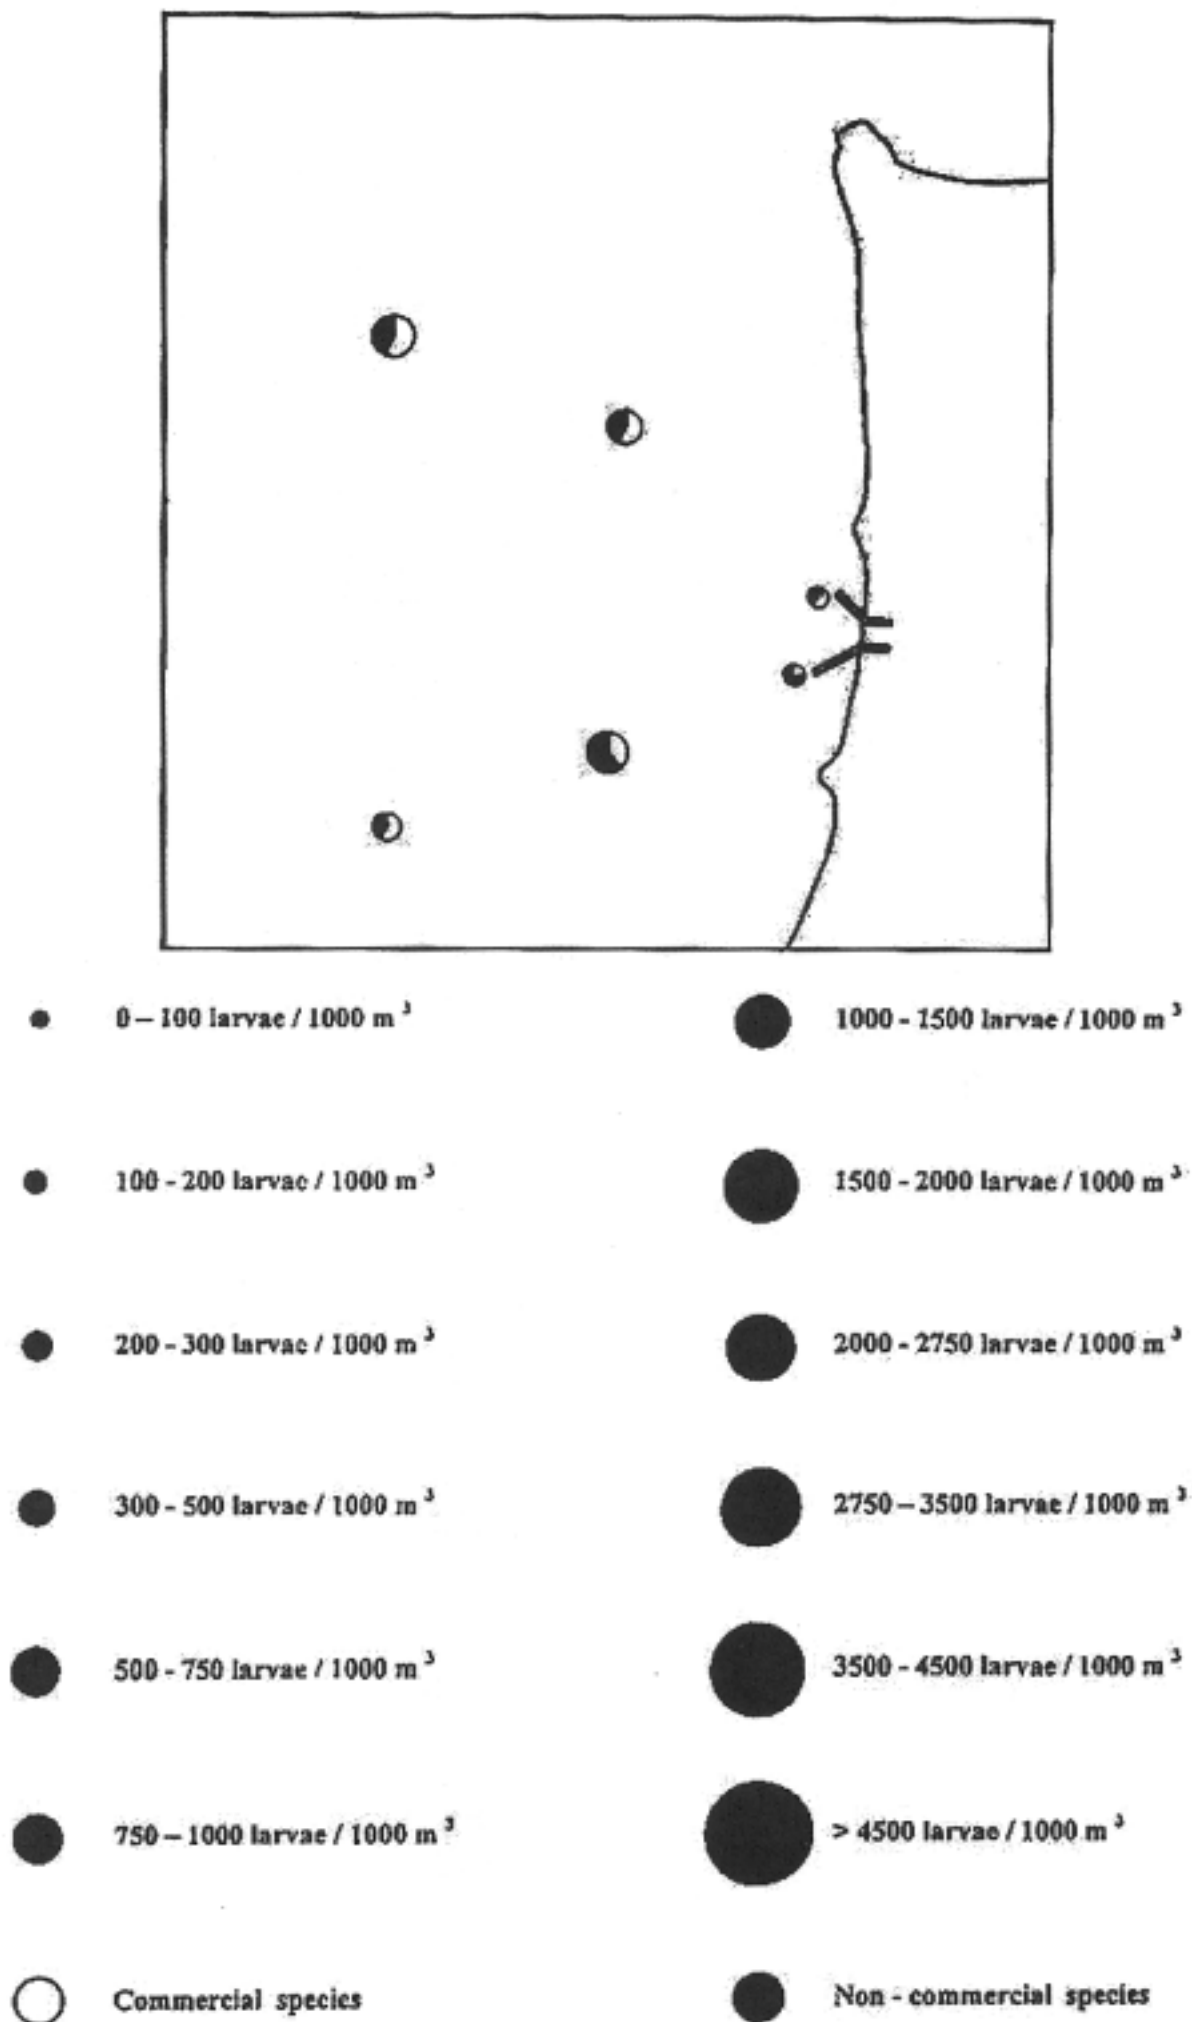 0 – 100 larvae / 1000 m³
1000 - 1500 larvae / 1000 m³
100 - 200 larvae / 1000 m³
1500 - 2000 larvae / 1000 m³
200 - 300 larvae / 1000 m³
2000 - 2750 larvae / 1000 m³
300 - 500 larvae / 1000 m³
2750 – 3500 larvae / 1000 m³
500 - 750 larvae / 1000 m³
3500 - 4500 larvae / 1000 m³
750 – 1000 larvae / 1000 m³
> 4500 larvae / 1000 m³
Commercial species
Non - commercial species